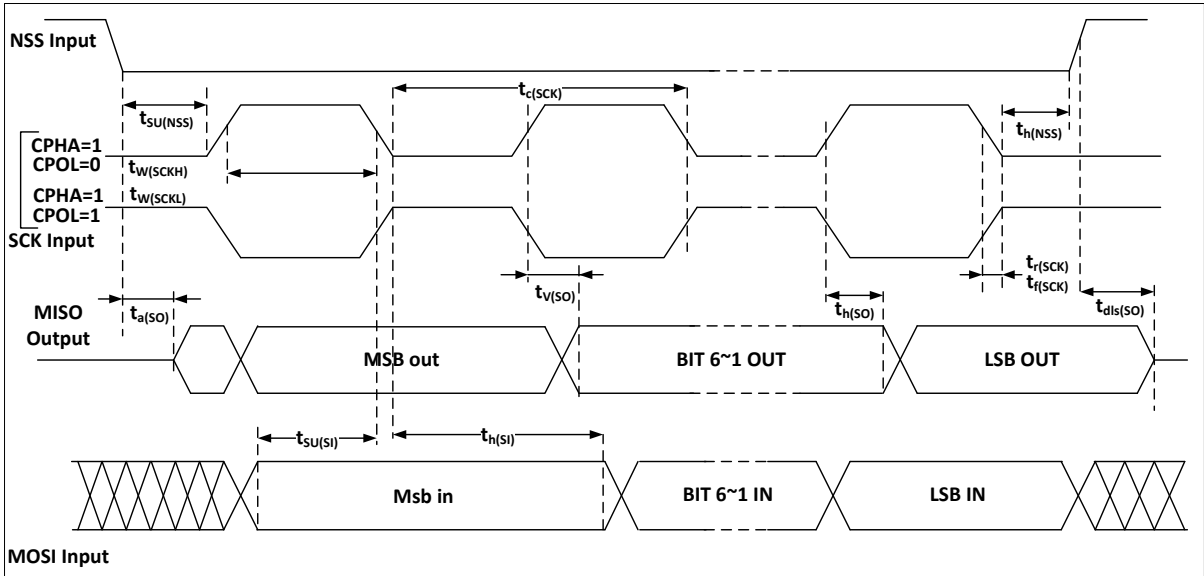 NSS Input
tc(SCK)
tSU(NSS)
th(NSS)
CPHA=1
CPOL=0
tW(SCKH)
CPHA=1
tW(SCKL)
CPOL=1
SCK Input
tr(SCK)
tV(SO)
tf(SCK)
ta(SO)
th(SO)
tdls(SO)
MISO
Output
MSB out
BIT 6~1 OUT
LSB OUT
tSU(SI)
th(SI)
Msb in
BIT 6~1 IN
LSB IN
MOSI Input